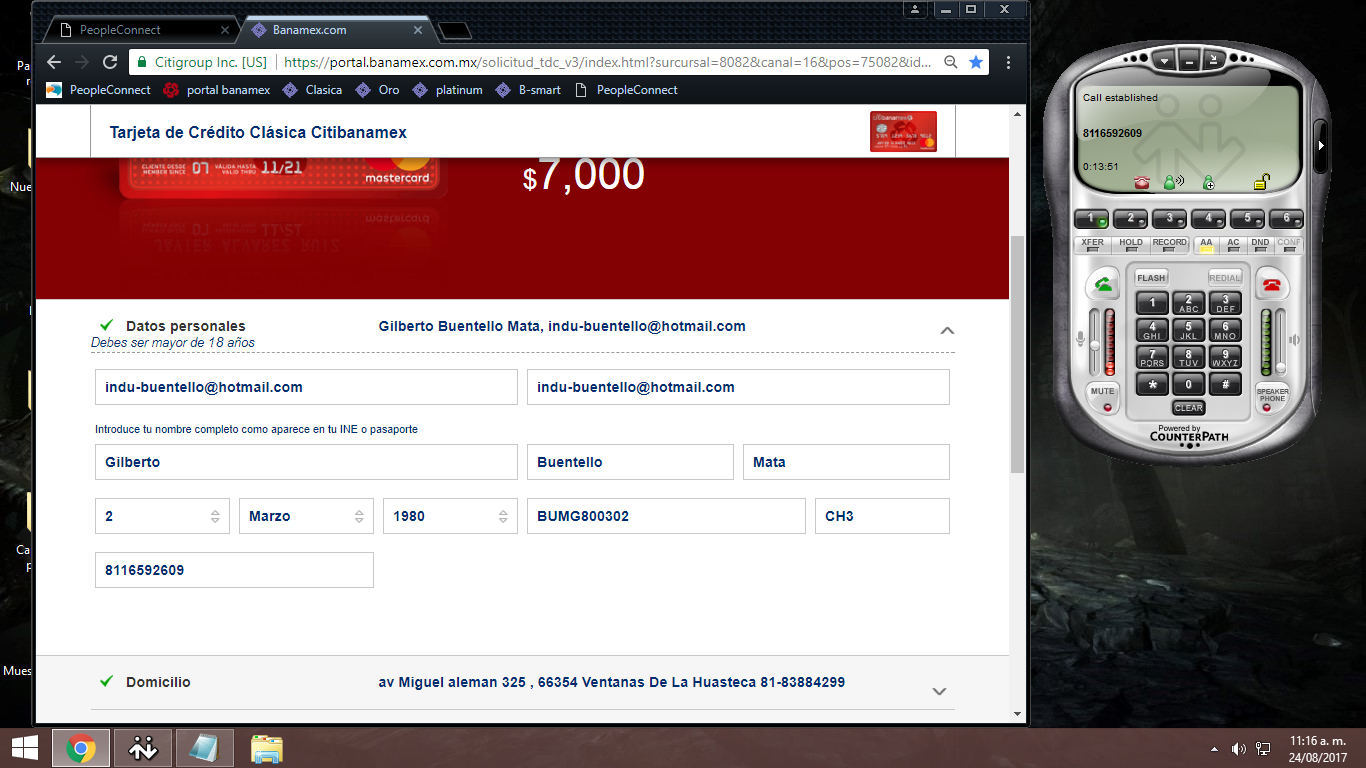 PeopleConnect
Banamex.com
Citigroup Inc. [US] https://portal.banamex.com.mx/solicitud_tdc_v3/index.html?sursursal=8082&canal=16&pos=75082&id...
PeopleConnect portal banamex Clasica Oro platinum B-smart PeopleConnect
Tarjeta de Crédito Clásica Citibanamex
citibanamex
CLIENTE DESDE MEMBER SINCE 07 VÁLIDA HASTA VALID THRU 11/21
mastercard
$7,000
Datos personales Gilberto Buentello Mata, indu-buentello@hotmail.com
Debes ser mayor de 18 años
indu-buentello@hotmail.com indu-buentello@hotmail.com
Introduce tu nombre completo como aparece en tu INE o pasaporte
Gilberto Buentello Mata
2 Marzo 1980 BUMG800302 CH3
8116592609
Domicilio av Miguel aleman 325 , 66354 Ventanas De La Huasteca 81-83884299
Pa
r
Nue
Ca
p
Mues
Call established
8116592609
0:13:51
1 2 3 4 5 6
XFER HOLD RECORD AA AC DND CONF
FLASH REDIAL
1 2 ABC 3 DEF
4 GHI 5 JKL 6 MNO
7 PQRS 8 TUV 9 WXYZ
* 0 #
MUTE CLEAR SPEAKER PHONE
Powered by
COUNTERPATH
11:16 a. m.
24/08/2017